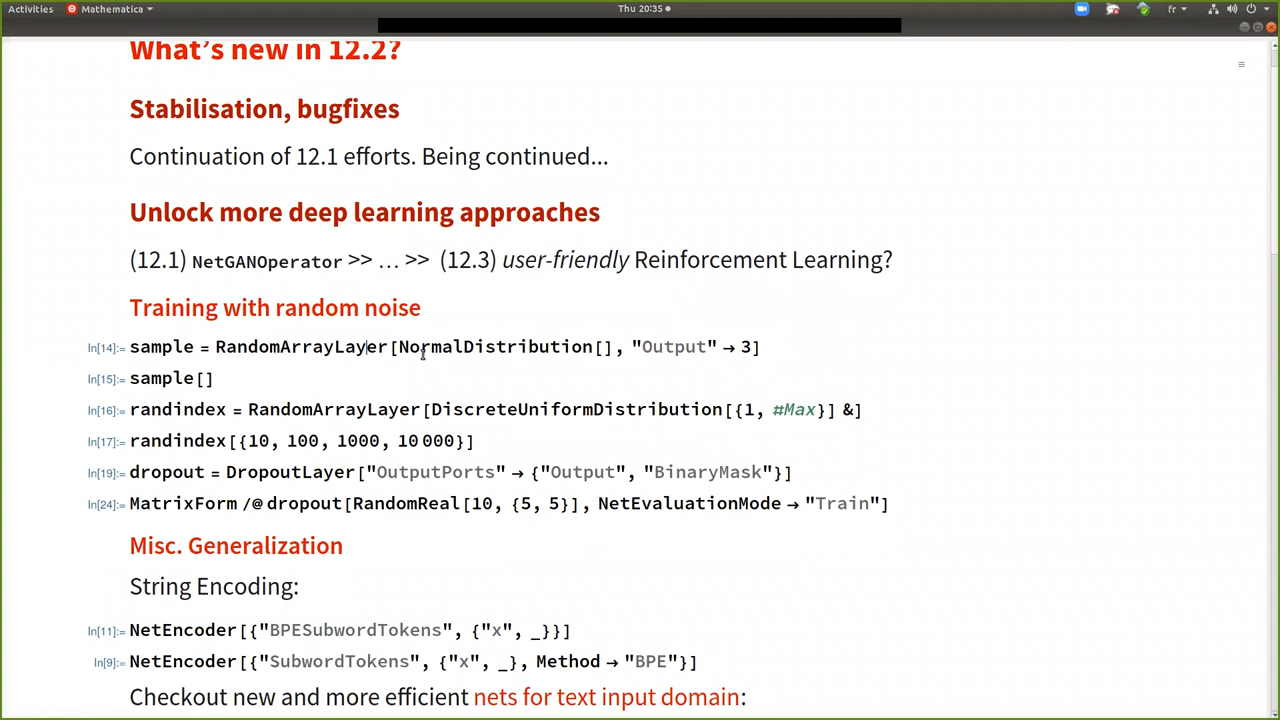 Activities Mathematica Thu 20:35 fr
What's new in 12.2?
Stabilisation, bugfixes
Continuation of 12.1 efforts. Being continued...
Unlock more deep learning approaches
(12.1) NetGANOperator >> ... >> (12.3) user-friendly Reinforcement Learning?
Training with random noise
In[14]:= sample = RandomArrayLayer[NormalDistribution[], "Output" → 3]
In[15]:= sample[]
In[16]:= randindex = RandomArrayLayer[DiscreteUniformDistribution[{1, #Max}] &]
In[17]:= randindex[{10, 100, 1000, 10 000}]
In[19]:= dropout = DropoutLayer["OutputPorts" → {"Output", "BinaryMask"}]
In[24]:= MatrixForm /@ dropout[RandomReal[10, {5, 5}], NetEvaluationMode → "Train"]
Misc. Generalization
String Encoding:
In[11]:= NetEncoder[{"BPESubwordTokens", {"x", _}}]
In[9]:= NetEncoder[{"SubwordTokens", {"x", _}, Method → "BPE"}]
Checkout new and more efficient nets for text input domain: